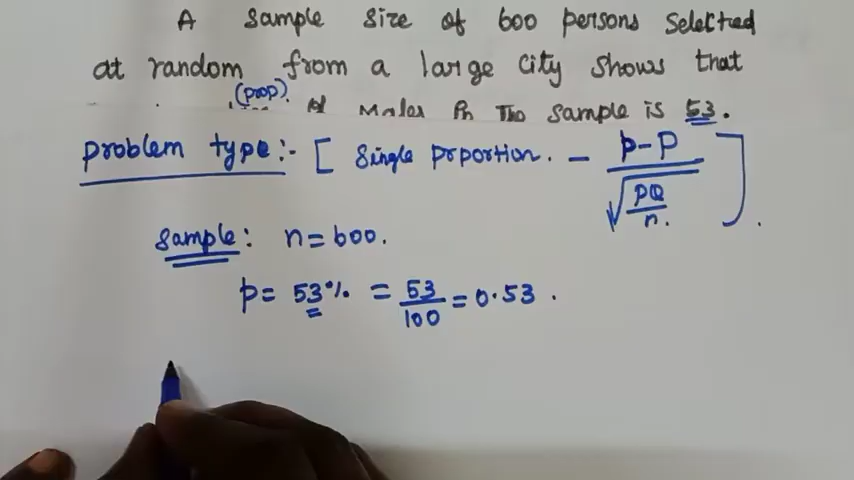 A sample size of 600 persons selected
at random from a large city shows that
(prop)
Males in the sample is 53.
problem type:- [ Single prportion. - p-P / √(PQ/n.) ].
Sample: n=600.
p= 53% = 53/100 = 0.53.